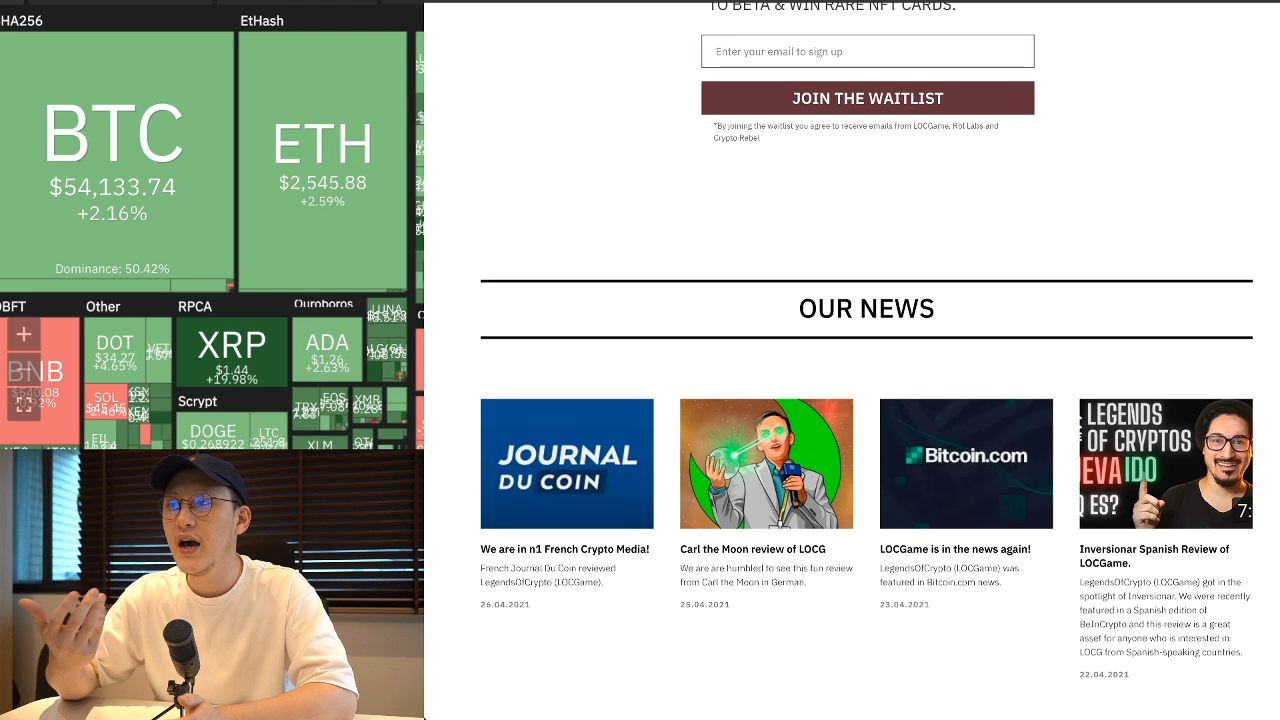 EtHash
BTC
$54,133.74
+2.16%
Dominance: 50.42%
ETH
$2,545.88
+2.59%
Other
RPCA
Ouroboros
DOT
$34.27
+4.65%
XRP
$1.44
+19.98%
ADA
$1.26
+2.63%
LUNA
BNB
SOL
Scrypt
DOGE
$0.268922
LTC
EOS
XMR
XLM
TO BETA & WIN RARE NFT CARDS.
Enter your email to sign up
JOIN THE WAITLIST
*By joining the waitlist you agree to receive emails from LOCGame, Rbl Labs and
Crypto Rebel
OUR NEWS
JOURNAL
DU COIN
We are in n1 French Crypto Media!
French Journal Du Coin reviewed
LegendsOfCrypto (LOCGame).
26.04.2021
Carl the Moon review of LOCG
We are are humbled to see this fun review
from Carl the Moon in German.
25.04.2021
Bitcoin.com
LOCGame is in the news again!
LegendsOfCrypto (LOCGame) was
featured in Bitcoin.com news.
23.04.2021
LEGENDS
OF CRYPTOS
EVA IDO
Q ES?
7:
Inversionar Spanish Review of
LOCGame.
LegendsOfCrypto (LOCGame) got in the
spotlight of Inversionar. We were recently
featured in a Spanish edition of
BeInCrypto and this review is a great
asset for anyone who is interested in
LOCG from Spanish-speaking countries.
22.04.2021